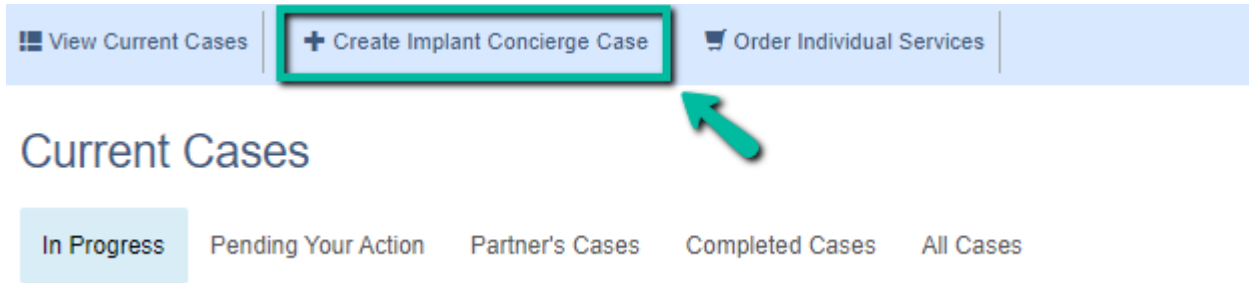 View Current Cases + Create Implant Concierge Case Order Individual Services
Current Cases
In Progress Pending Your Action Partner's Cases Completed Cases All Cases